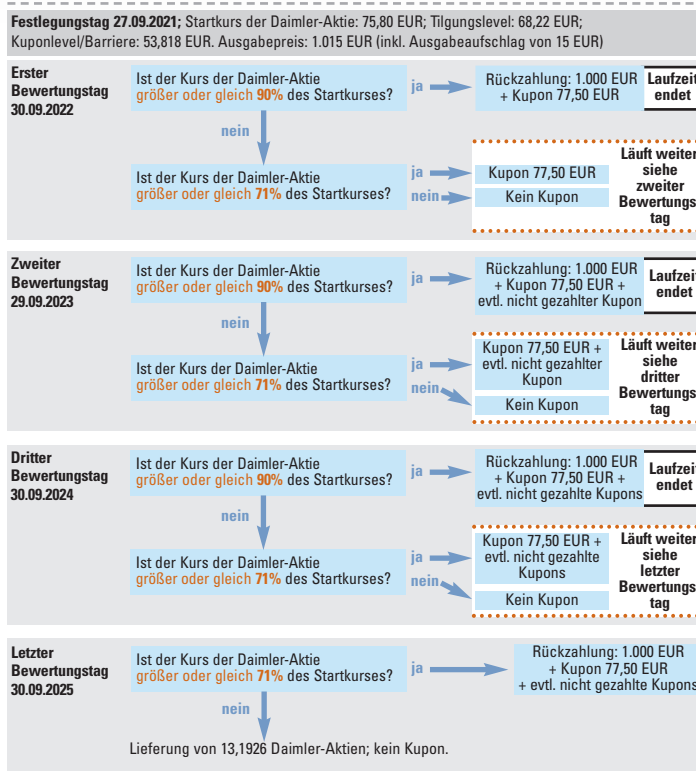 Festlegungstag 27.09.2021; Startkurs der Daimler-Aktie: 75,80 EUR; Tilgungslevel: 68,22 EUR;
Kuponlevel/Barriere: 53,818 EUR. Ausgabepreis: 1.015 EUR (inkl. Ausgabeaufschlag von 15 EUR)
Erster
Bewertungstag
30.09.2022
Ist der Kurs der Daimler-Aktie
größer oder gleich 90% des Startkurses?
ja
Rückzahlung: 1.000 EUR
+ Kupon 77,50 EUR
Laufzeit
endet
nein
Ist der Kurs der Daimler-Aktie
größer oder gleich 71% des Startkurses?
ja
nein
Kupon 77,50 EUR
Kein Kupon
Läuft weiter
siehe
zweiter
Bewertungs
tag
Zweiter
Bewertungstag
29.09.2023
Ist der Kurs der Daimler-Aktie
größer oder gleich 90% des Startkurses?
ja
Rückzahlung: 1.000 EUR
+ Kupon 77,50 EUR +
evtl. nicht gezahlter Kupon
Laufzeit
endet
nein
Ist der Kurs der Daimler-Aktie
größer oder gleich 71% des Startkurses?
ja
nein
Kupon 77,50 EUR +
evtl. nicht gezahlter
Kupon
Kein Kupon
Läuft weiter
siehe
dritter
Bewertungs
tag
Dritter
Bewertungstag
30.09.2024
Ist der Kurs der Daimler-Aktie
größer oder gleich 90% des Startkurses?
ja
Rückzahlung: 1.000 EUR
+ Kupon 77,50 EUR +
evtl. nicht gezahlte Kupons
Laufzeit
endet
nein
Ist der Kurs der Daimler-Aktie
größer oder gleich 71% des Startkurses?
ja
nein
Kupon 77,50 EUR +
evtl. nicht gezahlte
Kupons
Kein Kupon
Läuft weiter
siehe
letzter
Bewertungs
tag
Letzter
Bewertungstag
30.09.2025
Ist der Kurs der Daimler-Aktie
größer oder gleich 71% des Startkurses?
ja
Rückzahlung: 1.000 EUR
+ Kupon 77,50 EUR
+ evtl. nicht gezahlte Kupons
nein
Lieferung von 13,1926 Daimler-Aktien; kein Kupon.